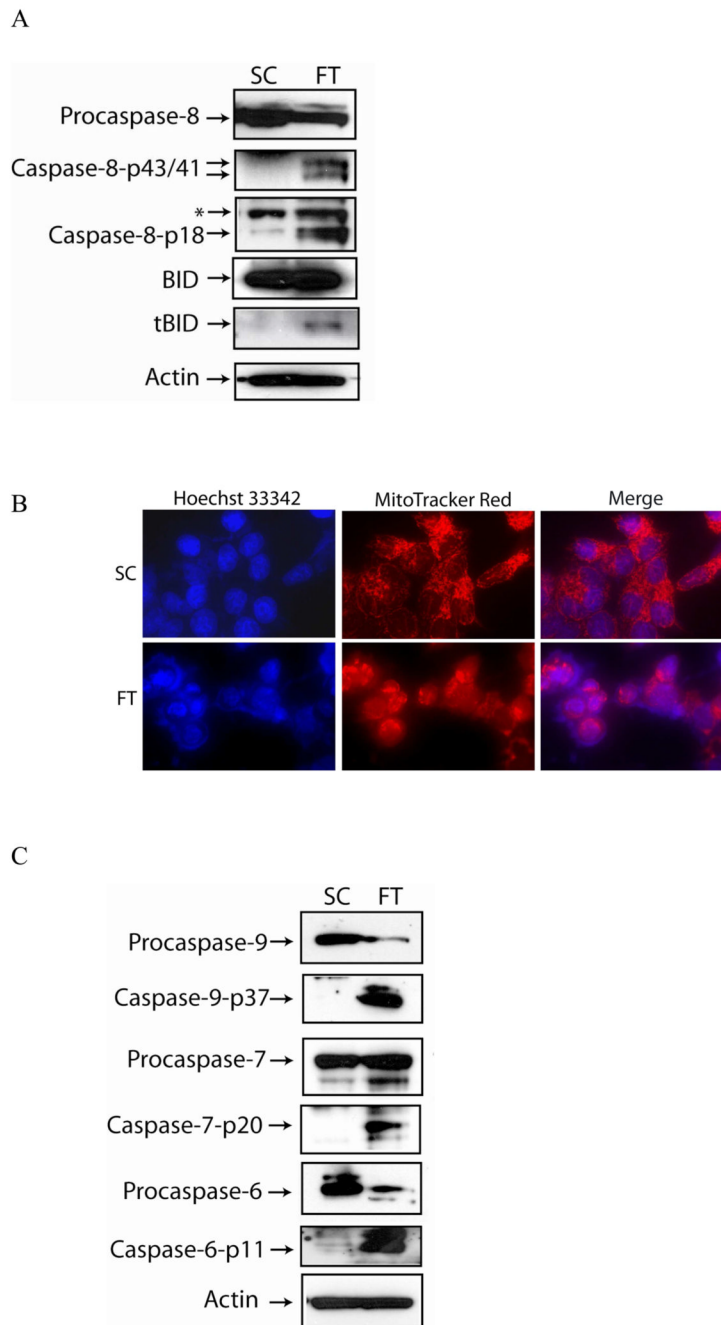 A
SC FT
Procaspase-8
Caspase-8-p43/41
*
Caspase-8-p18
BID
tBID
Actin
B
Hoechst 33342 MitoTracker Red Merge
SC
FT
C
SC FT
Procaspase-9
Caspase-9-p37
Procaspase-7
Caspase-7-p20
Procaspase-6
Caspase-6-p11
Actin